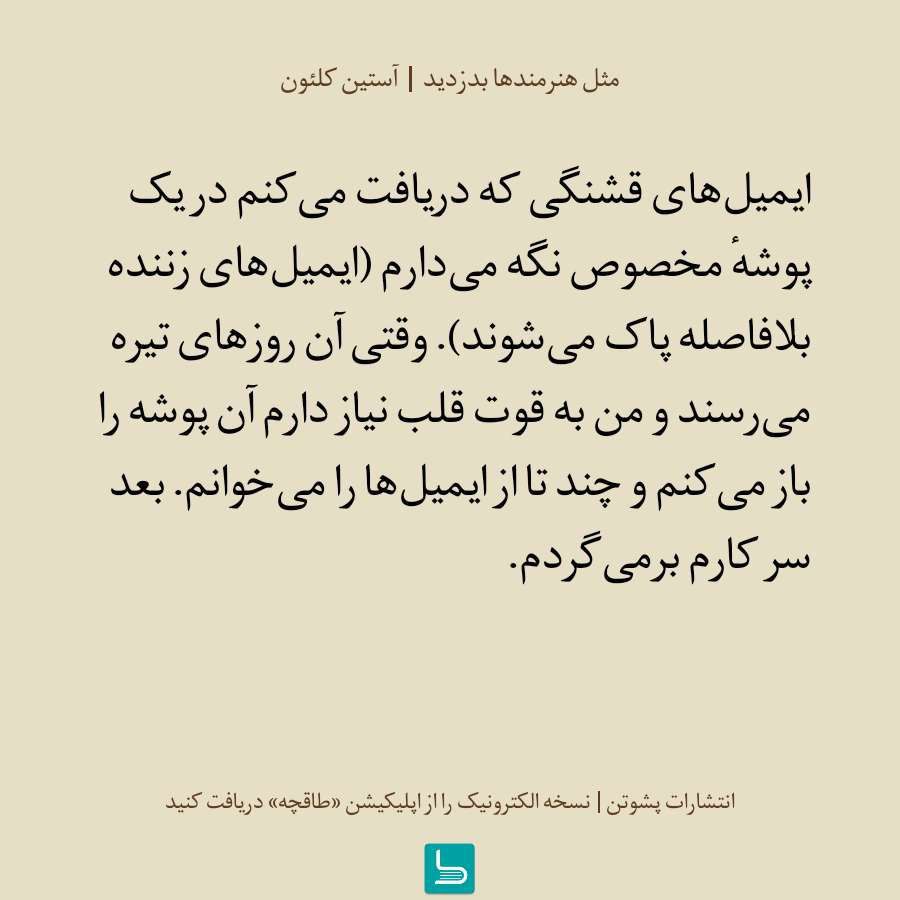 مثل هنرمندها بدزدید | آستین کلئون
ایمیل‌های قشنگی که دریافت می‌کنم در یک
پوشهٔ مخصوص نگه می‌دارم (ایمیل‌های زننده
بلافاصله پاک می‌شوند). وقتی آن روزهای تیره
می‌رسند و من به قوت قلب نیاز دارم آن پوشه را
باز می‌کنم و چند تا از ایمیل‌ها را می‌خوانم. بعد
سر کارم برمی‌گردم.
انتشارات پشوتن | نسخه الکترونیک را از اپلیکیشن «طاقچه» دریافت کنید